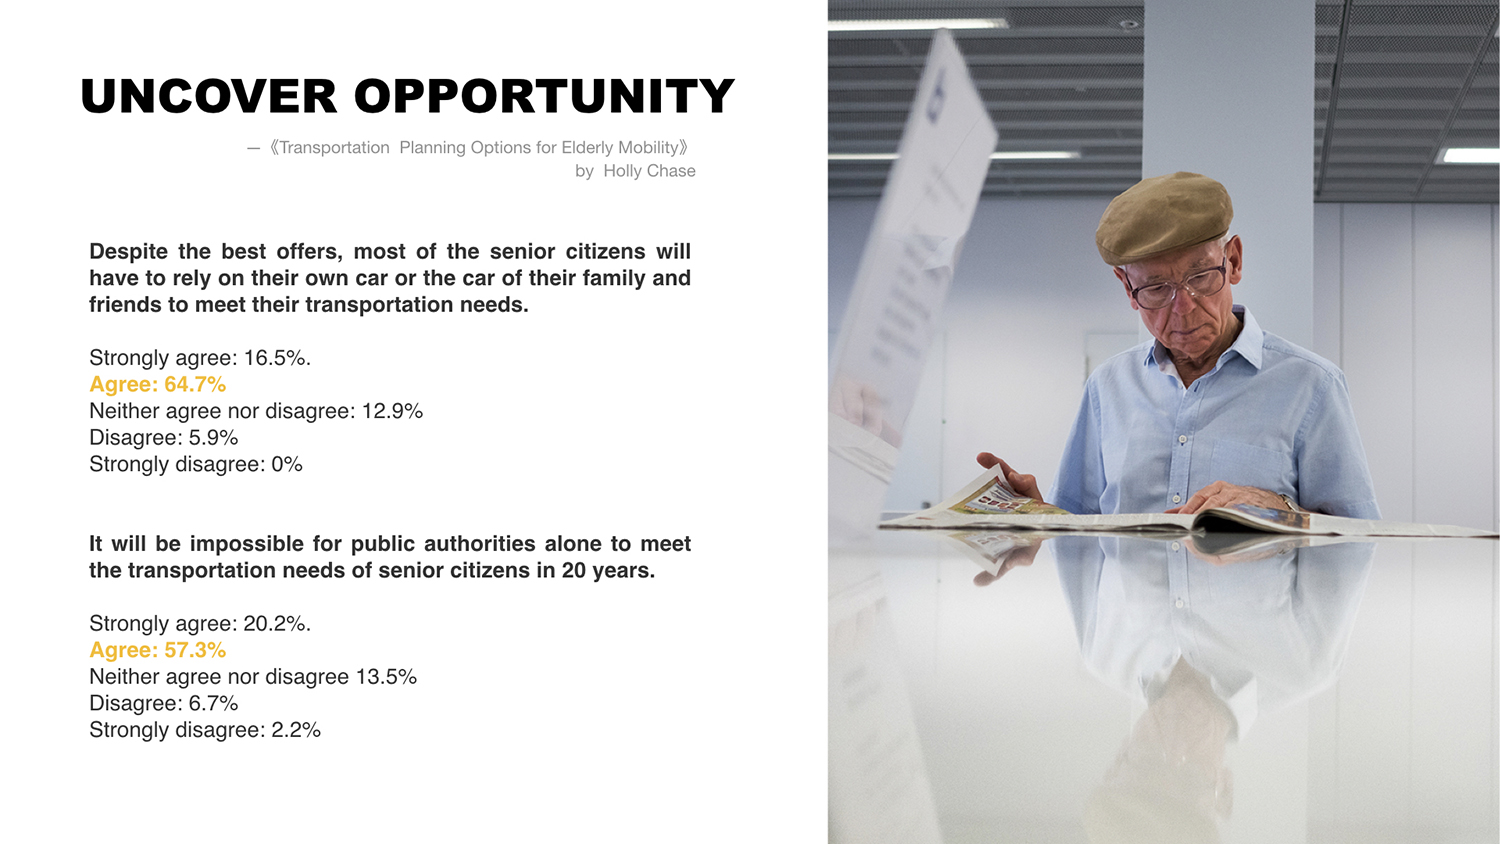 UNCOVER OPPORTUNITY
— 《Transportation  Planning Options for Elderly Mobility》
by  Holly Chase
Despite the best offers, most of the senior citizens will
have to rely on their own car or the car of their family and
friends to meet their transportation needs.
Strongly agree: 16.5%.
Agree: 64.7%
Neither agree nor disagree: 12.9%
Disagree: 5.9%
Strongly disagree: 0%
It will be impossible for public authorities alone to meet
the transportation needs of senior citizens in 20 years.
Strongly agree: 20.2%.
Agree: 57.3%
Neither agree nor disagree 13.5%
Disagree: 6.7%
Strongly disagree: 2.2%